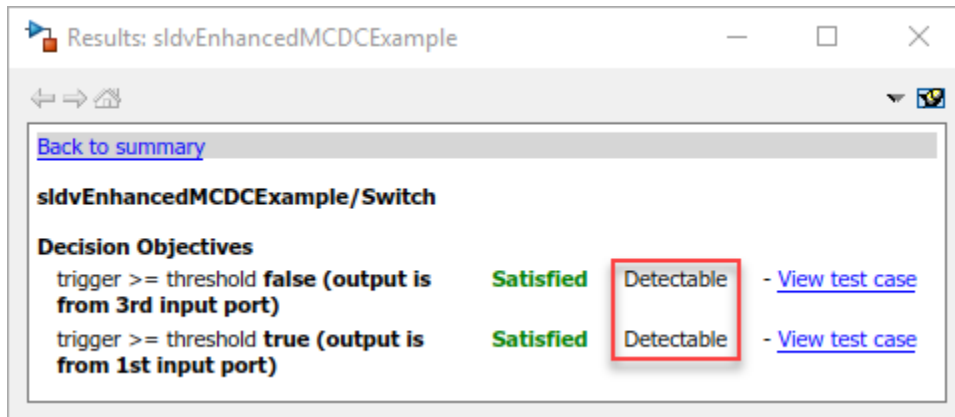 Results: sldvEnhancedMCDCExample
Back to summary
sldvEnhancedMCDCExample/Switch
Decision Objectives
trigger >= threshold false (output is Satisfied Detectable - View test case
from 3rd input port)
trigger >= threshold true (output is Satisfied Detectable - View test case
from 1st input port)